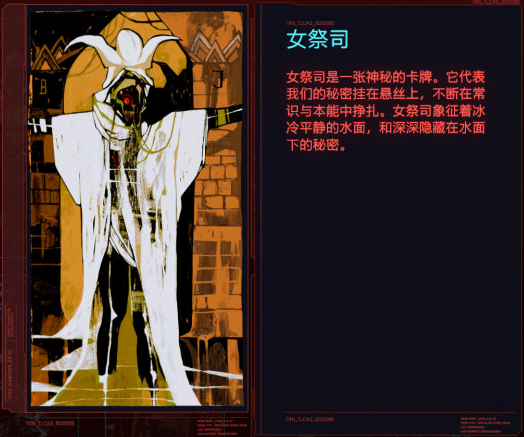 女祭司
女祭司是一张神秘的卡牌。它代表
我们的秘密挂在悬丝上，不断在常
识与本能中挣扎。女祭司象征着冰
冷平静的水面，和深深隐藏在水面
下的秘密。